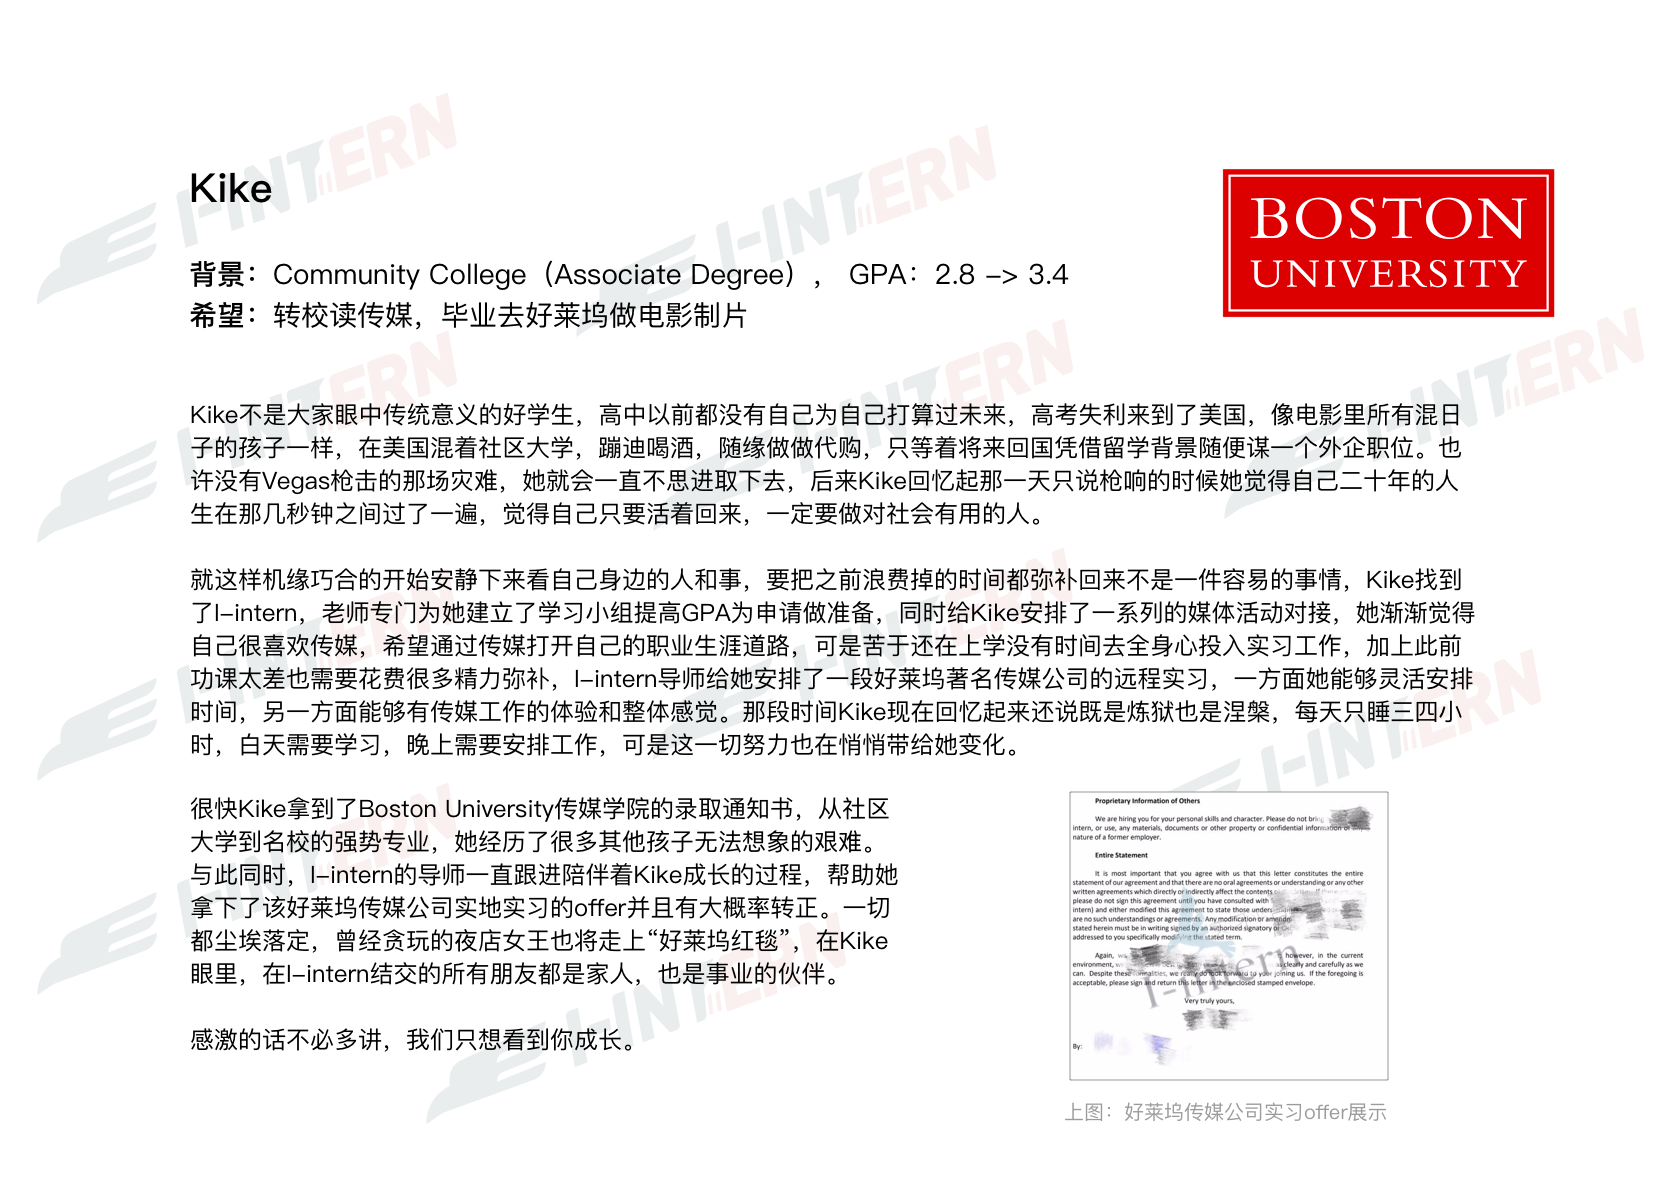 Kike
BOSTON
UNIVERSITY
背景：Community College（Associate Degree）， GPA：2.8 –> 3.4
希望：转校读传媒，毕业去好莱坞做电影制片
Kike不是大家眼中传统意义的好学生，高中以前都没有自己为自己打算过未来，高考失利来到了美国，像电影里所有混日
子的孩子一样，在美国混着社区大学，蹦迪喝酒，随缘做做代购，只等着将来回国凭借留学背景随便谋一个外企职位。也
许没有Vegas枪击的那场灾难，她就会一直不思进取下去，后来Kike回忆起那一天只说枪响的时候她觉得自己二十年的人
生在那几秒钟之间过了一遍，觉得自己只要活着回来，一定要做对社会有用的人。
就这样机缘巧合的开始安静下来看自己身边的人和事，要把之前浪费掉的时间都弥补回来不是一件容易的事情，Kike找到
了I–intern，老师专门为她建立了学习小组提高GPA为申请做准备，同时给Kike安排了一系列的媒体活动对接，她渐渐觉得
自己很喜欢传媒，希望通过传媒打开自己的职业生涯道路，可是苦于还在上学没有时间去全身心投入实习工作，加上此前
功课太差也需要花费很多精力弥补，I–intern导师给她安排了一段好莱坞著名传媒公司的远程实习，一方面她能够灵活安排
时间，另一方面能够有传媒工作的体验和整体感觉。那段时间Kike现在回忆起来还说既是炼狱也是涅槃，每天只睡三四小
时，白天需要学习，晚上需要安排工作，可是这一切努力也在悄悄带给她变化。
很快Kike拿到了Boston University传媒学院的录取通知书，从社区
大学到名校的强势专业，她经历了很多其他孩子无法想象的艰难。
与此同时，I–intern的导师一直跟进陪伴着Kike成长的过程，帮助她
拿下了该好莱坞传媒公司实地实习的offer并且有大概率转正。一切
都尘埃落定，曾经贪玩的夜店女王也将走上“好莱坞红毯”，在Kike
眼里，在I–intern结交的所有朋友都是家人，也是事业的伙伴。
感激的话不必多讲，我们只想看到你成长。
Proprietary Information of Others
We are hiring you for your personal skills and character. Please do not bring
intern, or use, any materials, documents or other property or confidential information of any
nature of a former employer.
Entire Statement
It is most important that you agree with us that this letter constitutes the entire
statement of our agreement and that there are no oral agreements or understanding or any other
written agreements which directly or indirectly affect the contents
please do not sign this agreement until you have consulted with
intern) and either modified this agreement to state those unders
are no such understandings or agreements. Any modification or
stated herein must be in writing signed by an authorized signatory or
addressed to you specifically modifying the stated term.
Again, however, in the current
environment, as clearly and carefully as we
can. Despite these formalities, we really do look forward to your joining us. If the foregoing is
acceptable, please sign and return this letter in the enclosed stamped envelope.
Very truly yours,
By:
I-intern
上图：好莱坞传媒公司实习offer展示
I-INTERN
I-INTERN
I-INTERN
I-INTERN
I-INTERN
I-INTERN
I-INTERN
I-INTERN
I-INTERN
I-INTERN